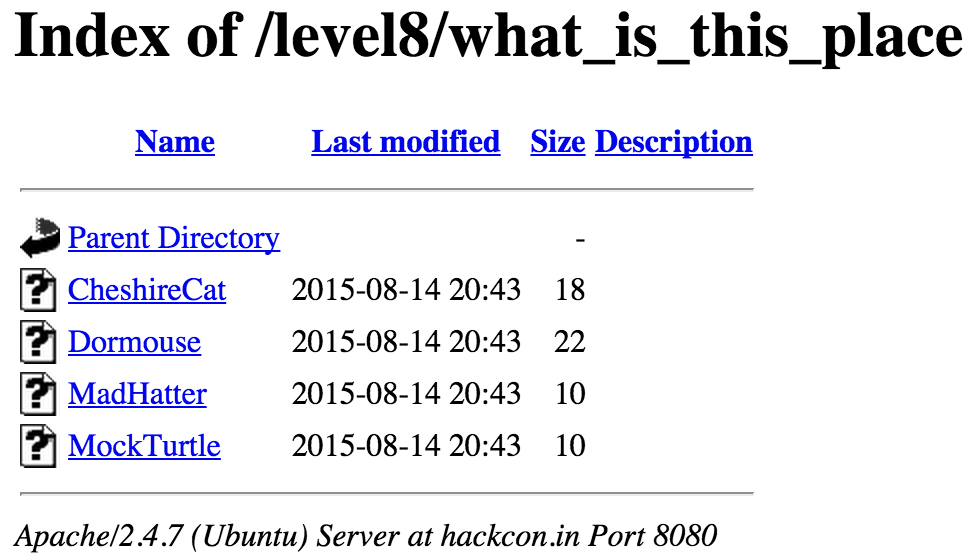 Index of /level8/what_is_this_place
Name Last modified Size Description
Parent Directory -
CheshireCat 2015-08-14 20:43 18
Dormouse 2015-08-14 20:43 22
MadHatter 2015-08-14 20:43 10
MockTurtle 2015-08-14 20:43 10
Apache/2.4.7 (Ubuntu) Server at hackcon.in Port 8080